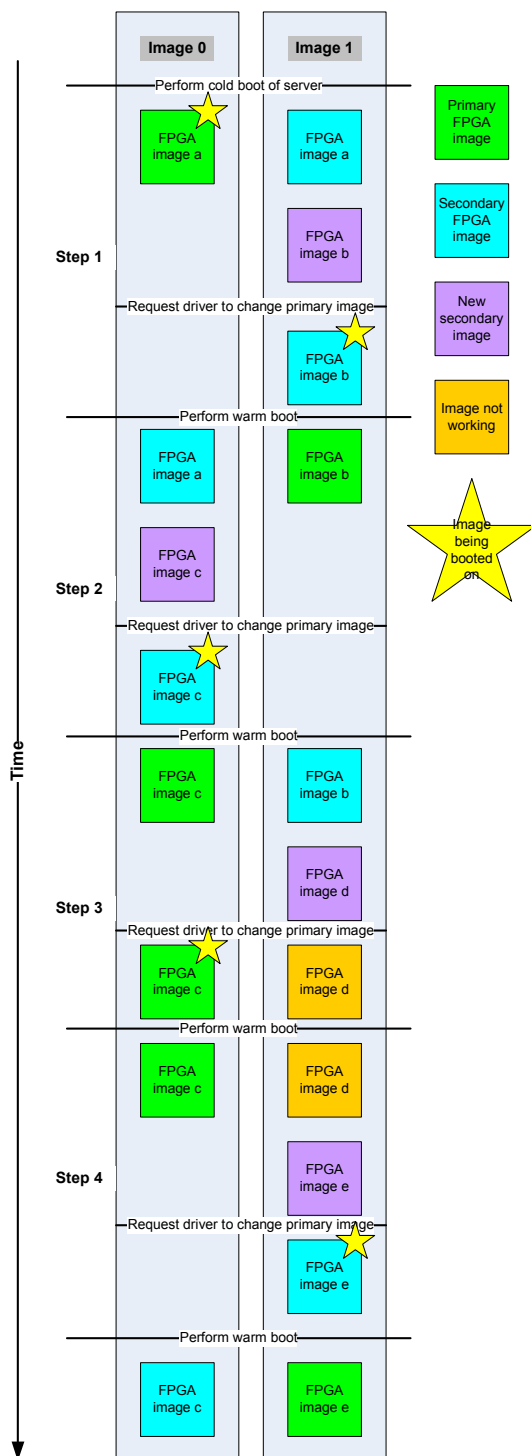 Image 0
Image 1
Perform cold boot of server
FPGA
image a
FPGA
image a
Primary
FPGA
image
Secondary
FPGA
image
FPGA
image b
Step 1
New
secondary
image
Request driver to change primary image
FPGA
image b
Image not
working
Perform warm boot
FPGA
image a
FPGA
image b
Image
being
booted
on
FPGA
image c
Step 2
Request driver to change primary image
FPGA
image c
Perform warm boot
Time
FPGA
image c
FPGA
image b
FPGA
image d
Step 3
Request driver to change primary image
FPGA
image c
FPGA
image d
Perform warm boot
FPGA
image c
FPGA
image d
Step 4
FPGA
image e
Request driver to change primary image
FPGA
image e
Perform warm boot
FPGA
image c
FPGA
image e